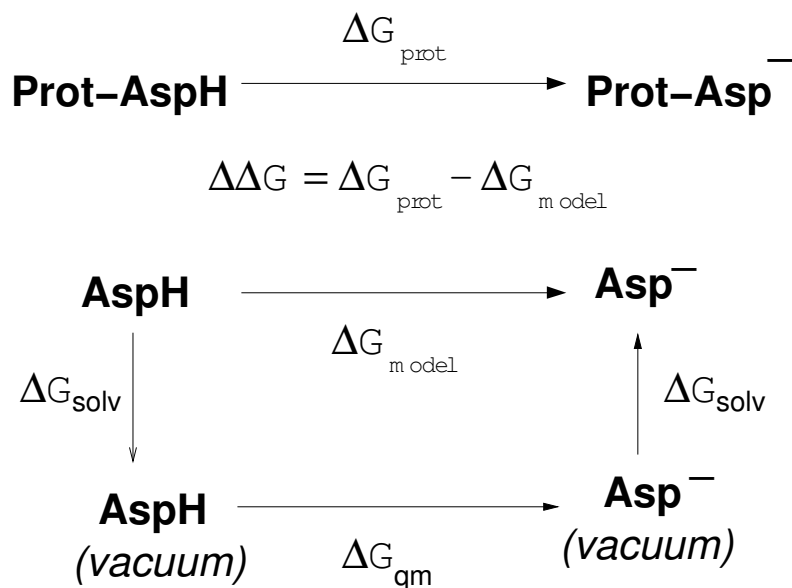 ΔG prot
Prot–AspH Prot–Asp⁻
ΔΔG = ΔG prot − ΔG model
AspH Asp⁻
ΔG model
ΔG solv ΔG solv
AspH Asp⁻
(vacuum) (vacuum)
ΔG qm